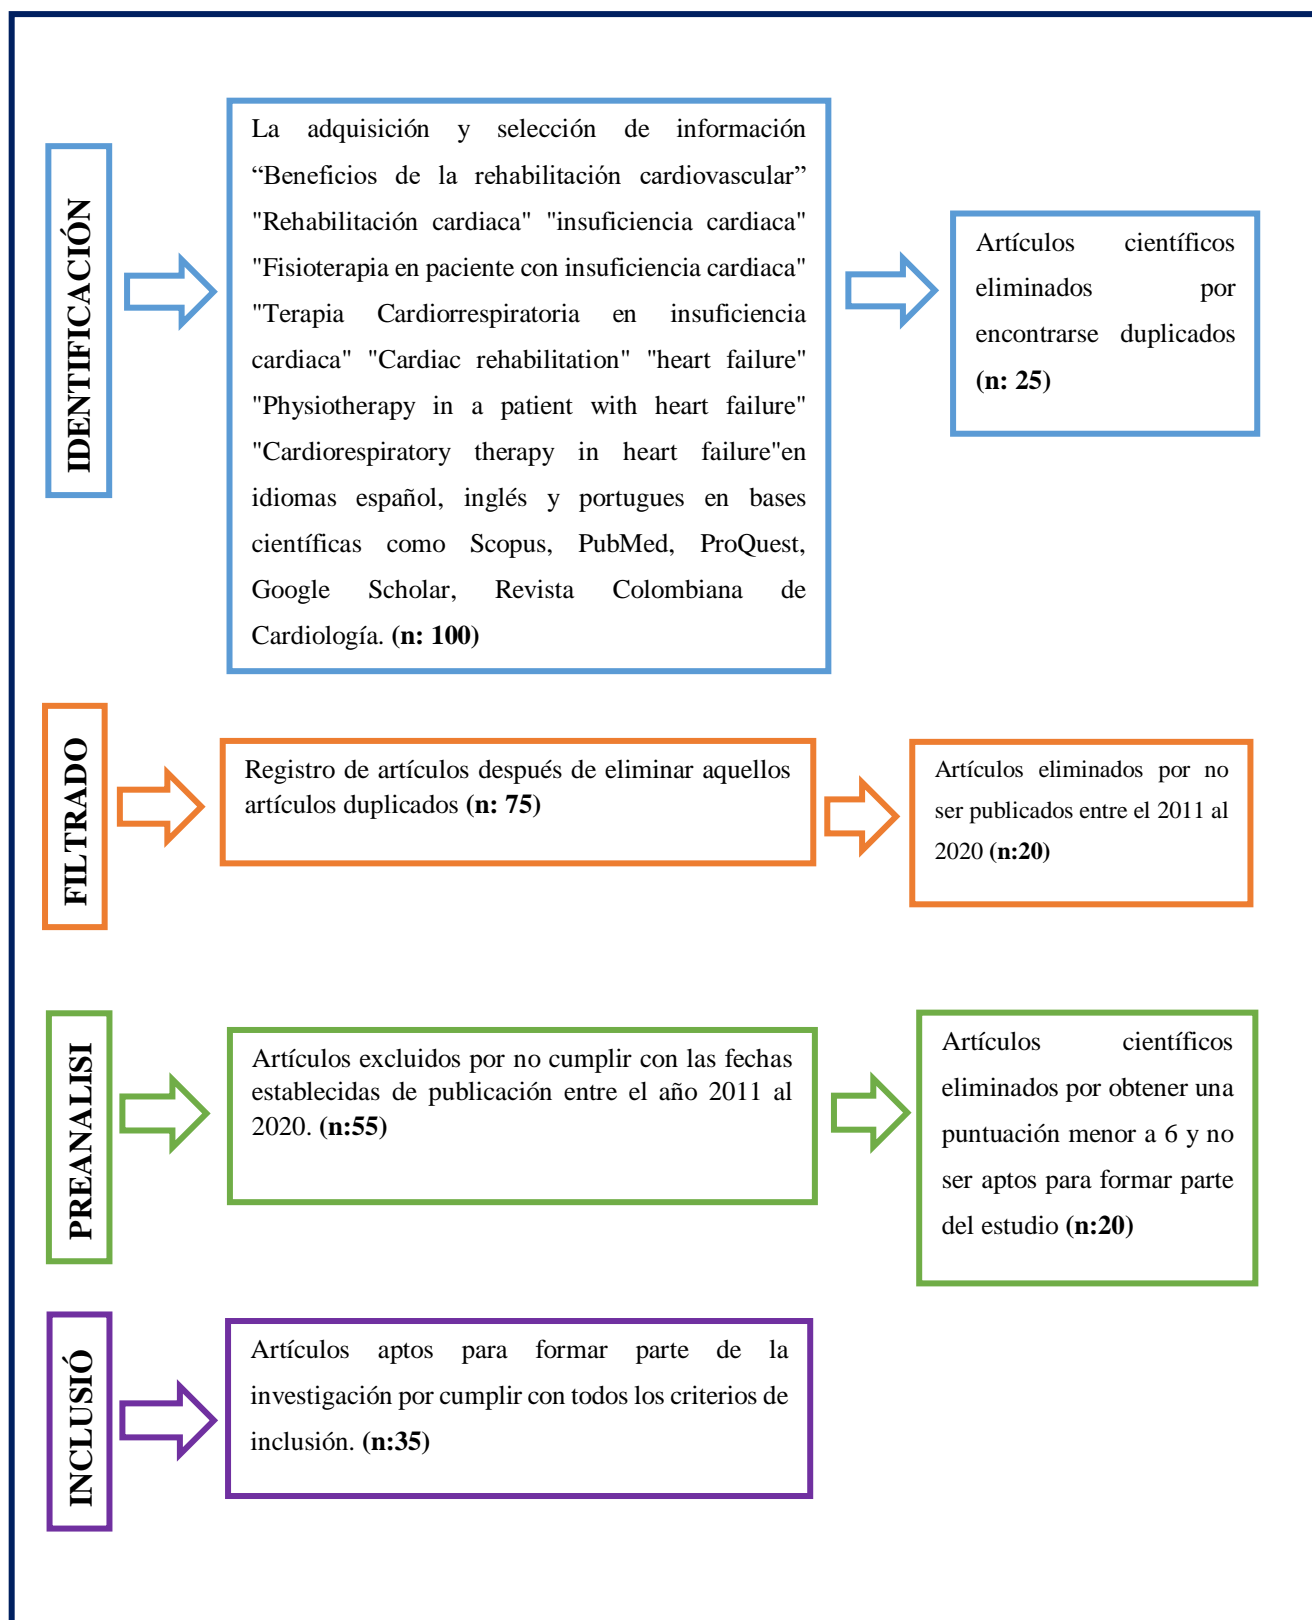 IDENTIFICACIÓN
La adquisición y selección de información
“Beneficios de la rehabilitación cardiovascular”
"Rehabilitación cardiaca" "insuficiencia cardiaca"
"Fisioterapia en paciente con insuficiencia cardiaca"
"Terapia Cardiorrespiratoria en insuficiencia
cardiaca" "Cardiac rehabilitation" "heart failure"
"Physiotherapy in a patient with heart failure"
"Cardiorespiratory therapy in heart failure"en
idiomas español, inglés y portugues en bases
científicas como Scopus, PubMed, ProQuest,
Google Scholar, Revista Colombiana de
Cardiología. (n: 100)
Artículos científicos
eliminados por
encontrarse duplicados
(n: 25)
FILTRADO
Registro de artículos después de eliminar aquellos
artículos duplicados (n: 75)
Artículos eliminados por no
ser publicados entre el 2011 al
2020 (n:20)
PREANALISI
Artículos excluidos por no cumplir con las fechas
establecidas de publicación entre el año 2011 al
2020. (n:55)
Artículos científicos
eliminados por obtener una
puntuación menor a 6 y no
ser aptos para formar parte
del estudio (n:20)
INCLUSIÓ
Artículos aptos para formar parte de la
investigación por cumplir con todos los criterios de
inclusión. (n:35)